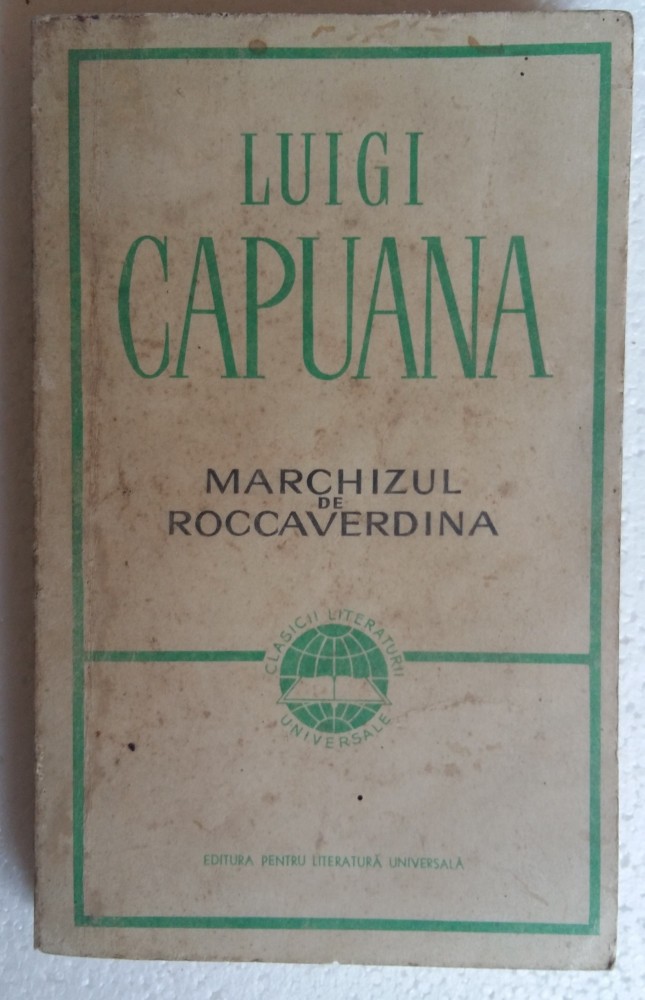 LUIGI
CAPUANA
MARCHIZUL
DE
ROCCAVERDINA
CLASICII LITERATURII
UNIVERSALE
EDITURA PENTRU LITERATURĂ UNIVERSALĂ